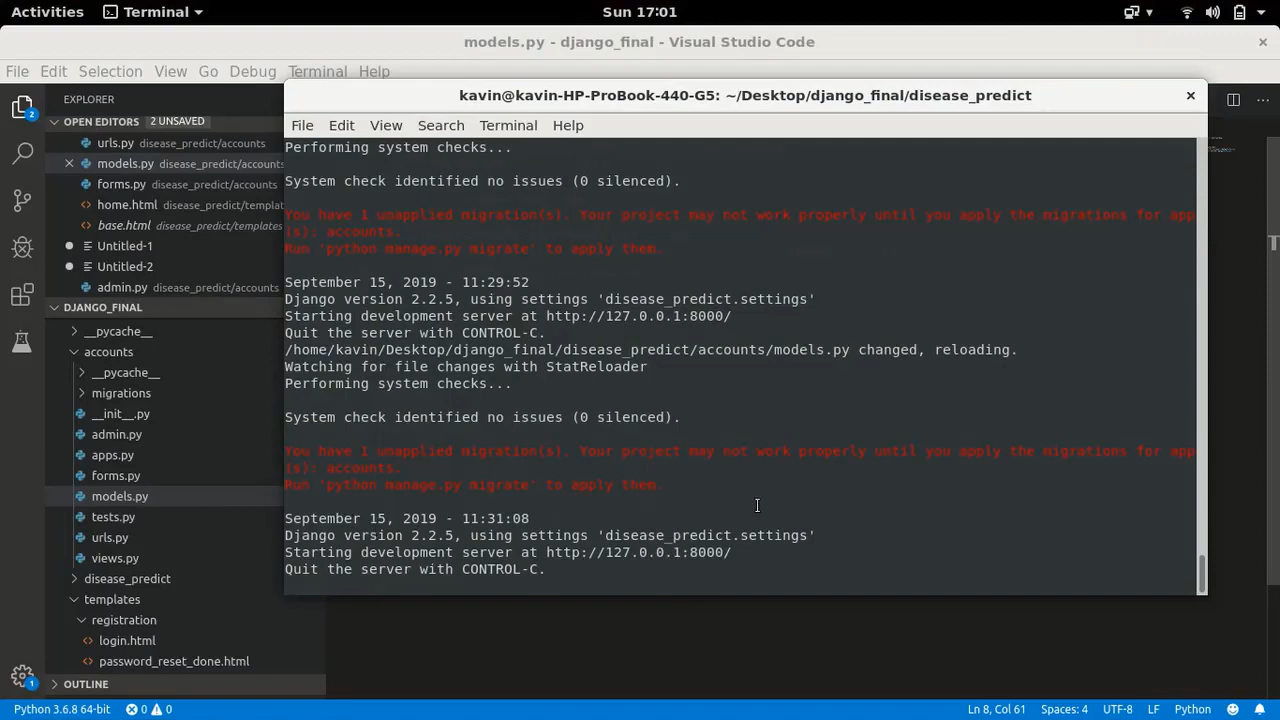 Activities Terminal Sun 17:01
models.py - django_final - Visual Studio Code
File Edit Selection View Go Debug Terminal Help
EXPLORER
OPEN EDITORS 2 UNSAVED
urls.py disease_predict/accounts
models.py disease_predict/accounts
forms.py disease_predict/accounts
home.html disease_predict/templat
base.html disease_predict/templates
Untitled-1
Untitled-2
admin.py disease_predict/accounts
DJANGO_FINAL
__pycache__
accounts
__pycache__
migrations
__init__.py
admin.py
apps.py
forms.py
models.py
tests.py
urls.py
views.py
disease_predict
templates
registration
login.html
password_reset_done.html
OUTLINE
2
1
kavin@kavin-HP-ProBook-440-G5: ~/Desktop/django_final/disease_predict
File Edit View Search Terminal Help
Performing system checks...
System check identified no issues (0 silenced).
You have 1 unapplied migration(s). Your project may not work properly until you apply the migrations for app
(s): accounts.
Run 'python manage.py migrate' to apply them.
September 15, 2019 - 11:29:52
Django version 2.2.5, using settings 'disease_predict.settings'
Starting development server at http://127.0.0.1:8000/
Quit the server with CONTROL-C.
/home/kavin/Desktop/django_final/disease_predict/accounts/models.py changed, reloading.
Watching for file changes with StatReloader
Performing system checks...
System check identified no issues (0 silenced).
You have 1 unapplied migration(s). Your project may not work properly until you apply the migrations for app
(s): accounts.
Run 'python manage.py migrate' to apply them.
September 15, 2019 - 11:31:08
Django version 2.2.5, using settings 'disease_predict.settings'
Starting development server at http://127.0.0.1:8000/
Quit the server with CONTROL-C.
Python 3.6.8 64-bit 0 0 Ln 8, Col 61 Spaces: 4 UTF-8 LF Python